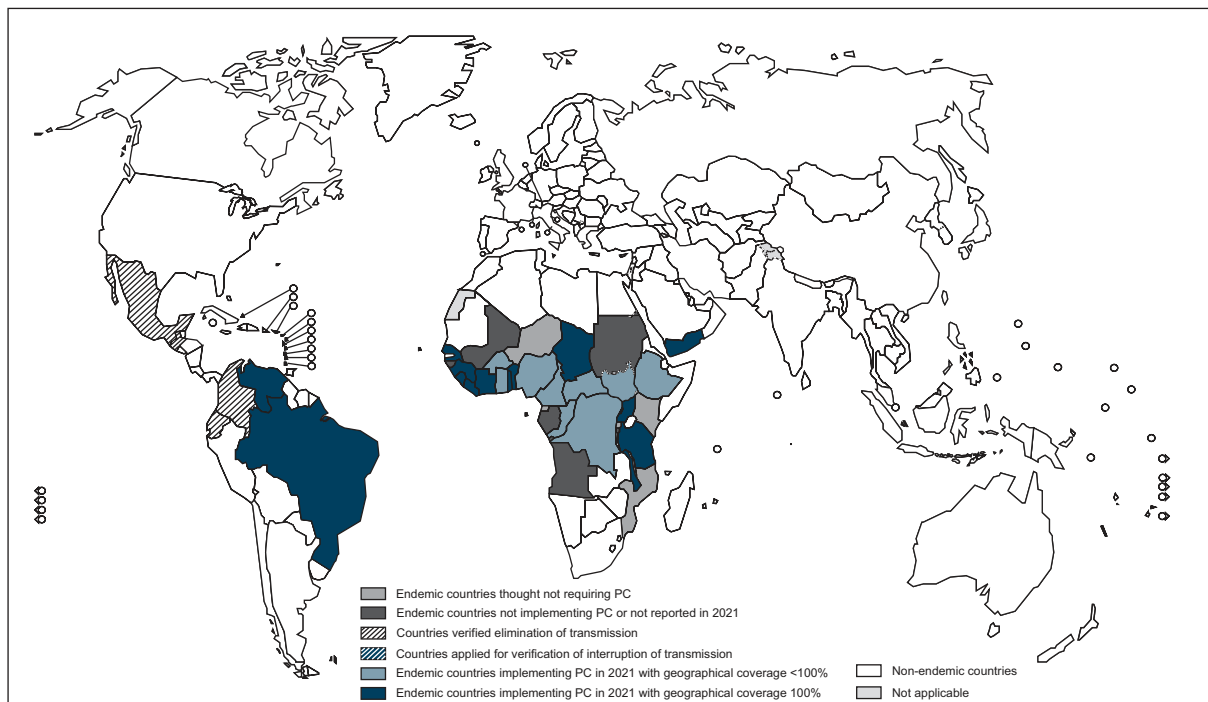 Endemic countries thought not requiring PC
Endemic countries not implementing PC or not reported in 2021
Countries verified elimination of transmission
Countries applied for verification of interruption of transmission
Endemic countries implementing PC in 2021 with geographical coverage <100%
Endemic countries implementing PC in 2021 with geographical coverage 100%
Non-endemic countries
Not applicable